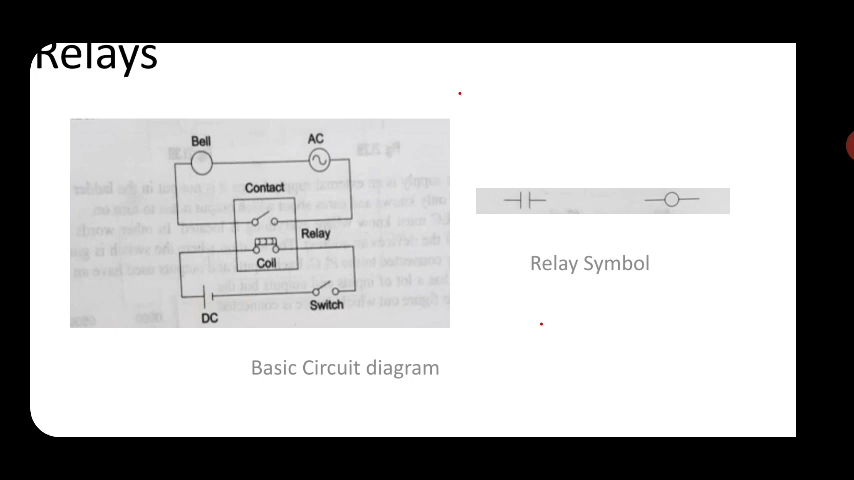 Relays
Bell
AC
Contact
Relay
Coil
Switch
DC
Relay Symbol
Basic Circuit diagram